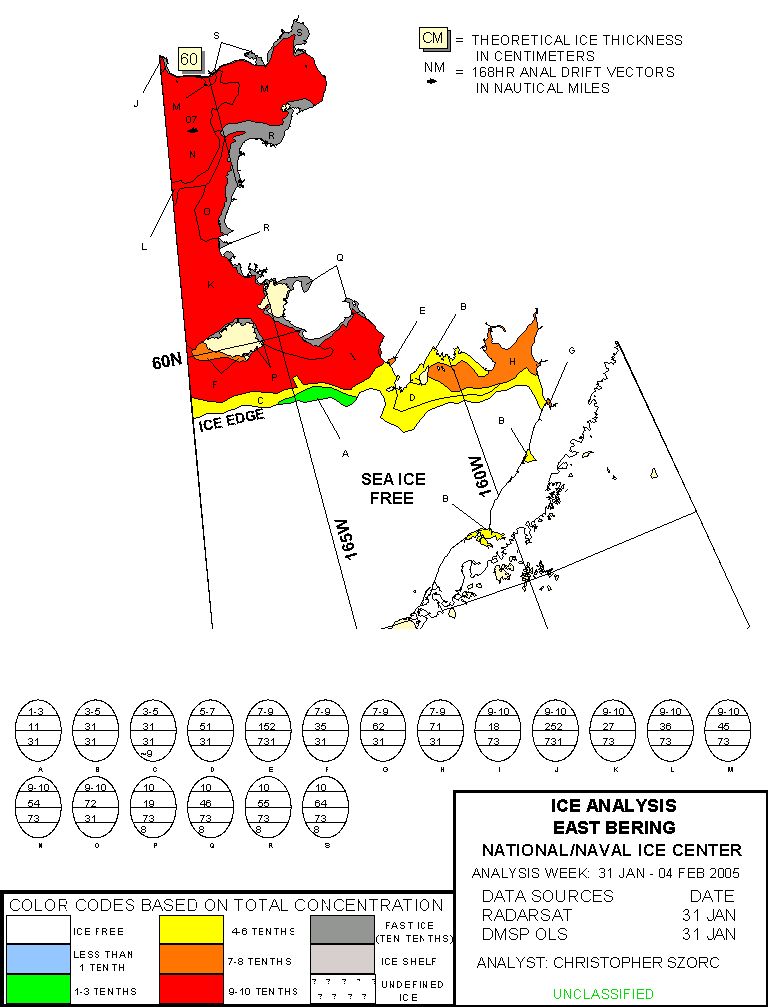 S
S
60
CM = THEORETICAL ICE THICKNESS
IN CENTIMETERS
NM = 168HR ANAL DRIFT VECTORS
IN NAUTICAL MILES
J
M
M
07
N
R
L
O
R
K
Q
E
B
60N
I
H
G
F
P
D
C
ICE EDGE
B
A
SEA ICE
FREE
160W
B
165W
1-3 3-5 3-5 5-7 7-9 7-9 7-9 7-9 9-10 9-10 9-10 9-10 9-10
11 31 31 51 152 35 62 71 18 252 27 36 45
31 31 31 31 731 31 31 31 73 731 73 73 73
~9
A B C D E F G H I J K L M
9-10 9-10 10 10 10 10
54 72 19 46 55 64
73 31 73 73 73 73
8 8 8 8
N O P Q R S
ICE ANALYSIS
EAST BERING
NATIONAL/NAVAL ICE CENTER
ANALYSIS WEEK: 31 JAN - 04 FEB 2005
DATA SOURCES DATE
RADARSAT 31 JAN
DMSP OLS 31 JAN
ANALYST: CHRISTOPHER SZORC
UNCLASSIFIED
COLOR CODES BASED ON TOTAL CONCENTRATION
ICE FREE
4-6 TENTHS
FAST ICE
(TEN TENTHS)
LESS THAN
1 TENTH
7-8 TENTHS
ICE SHELF
1-3 TENTHS
9-10 TENTHS
? ? ? ? ?
? ? ? ?
UNDEFINED
ICE